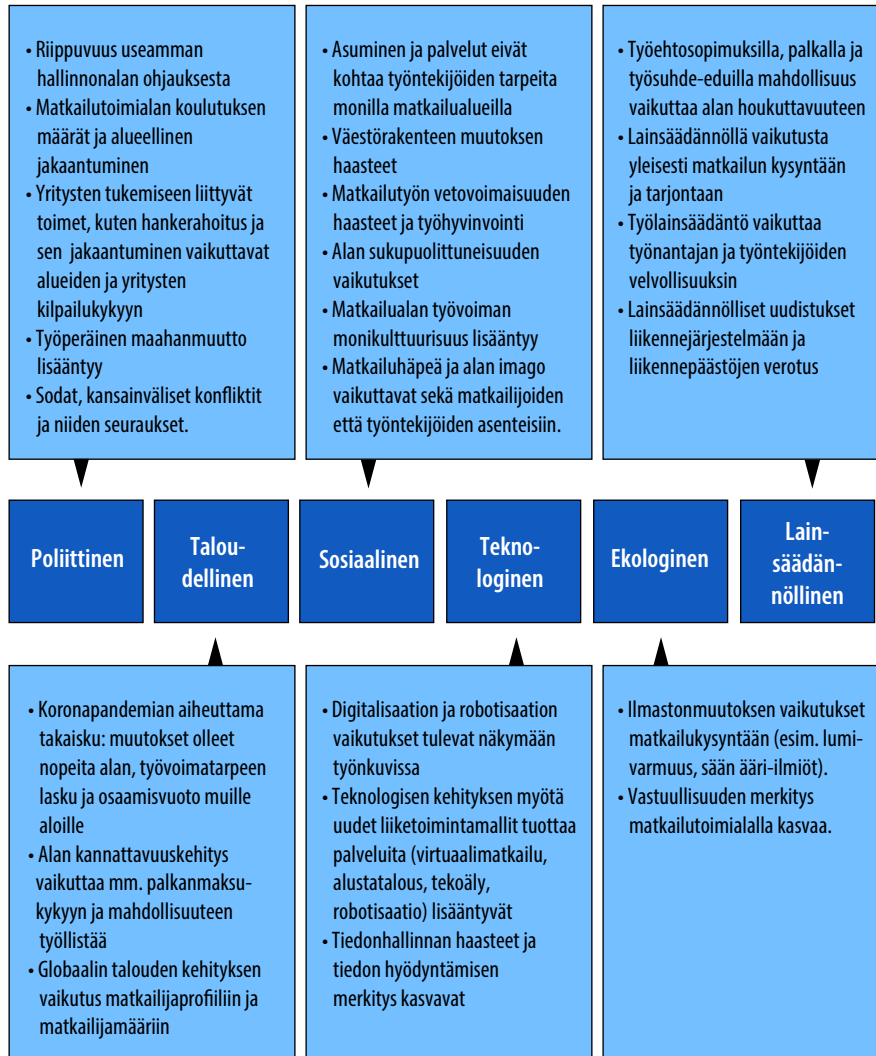 • Riippuvuus useamman
hallinnonalan ohjauksesta
• Matkailutoimialan koulutuksen
määrät ja alueellinen
jakaantuminen
• Yritysten tukemiseen liittyvät
toimet, kuten hankerahoitus ja
sen jakaantuminen vaikuttavat
alueiden ja yritysten
kilpailukykyyn
• Työperäinen maahanmuutto
lisääntyy
• Sodat, kansainväliset konfliktit
ja niiden seuraukset.
• Asuminen ja palvelut eivät
kohtaa työntekijöiden tarpeita
monilla matkailualueilla
• Väestörakenteen muutoksen
haasteet
• Matkailutyön vetovoimaisuuden
haasteet ja työhyvinvointi
• Alan sukupuolittuneisuuden
vaikutukset
• Matkailualan työvoiman
monikulttuurisuus lisääntyy
• Matkailuhäpeä ja alan imago
vaikuttavat sekä matkailijoiden
että työntekijöiden asenteisiin.
• Työehtosopimuksilla, palkalla ja
työsuhde-eduilla mahdollisuus
vaikuttaa alan houkuttavuuteen
• Lainsäädännöllä vaikutusta
yleisesti matkailun kysyntään
ja tarjontaan
• Työlainsäädäntö vaikuttaa
työnantajan ja työntekijöiden
velvollisuuksin
• Lainsäädännölliset uudistukset
liikennejärjestelmään ja
liikennepäästöjen verotus
Poliittinen
Talou-
dellinen
Sosiaalinen
Tekno-
loginen
Ekologinen
Lain-
säädän-
nöllinen
• Koronapandemian aiheuttama
takaisku: muutokset olleet
nopeita alan, työvoimatarpeen
lasku ja osaamisvuoto muille
aloille
• Alan kannattavuuskehitys
vaikuttaa mm. palkanmaksu-
kykyyn ja mahdollisuuteen
työllistää
• Globaalin talouden kehityksen
vaikutus matkailijaprofiiliin ja
matkailijamääriin
• Digitalisaation ja robotisaation
vaikutukset tulevat näkymään
työnkuvissa
• Teknologisen kehityksen myötä
uudet liiketoimintamallit tuottaa
palveluita (virtuaalimatkailu,
alustatalous, tekoäly,
robotisaatio) lisääntyvät
• Tiedonhallinnan haasteet ja
tiedon hyödyntämisen
merkitys kasvavat
• Ilmastonmuutoksen vaikutukset
matkailukysyntään (esim. lumi-
varmuus, sään ääri-ilmiöt).
• Vastuullisuuden merkitys
matkailutoimialalla kasvaa.